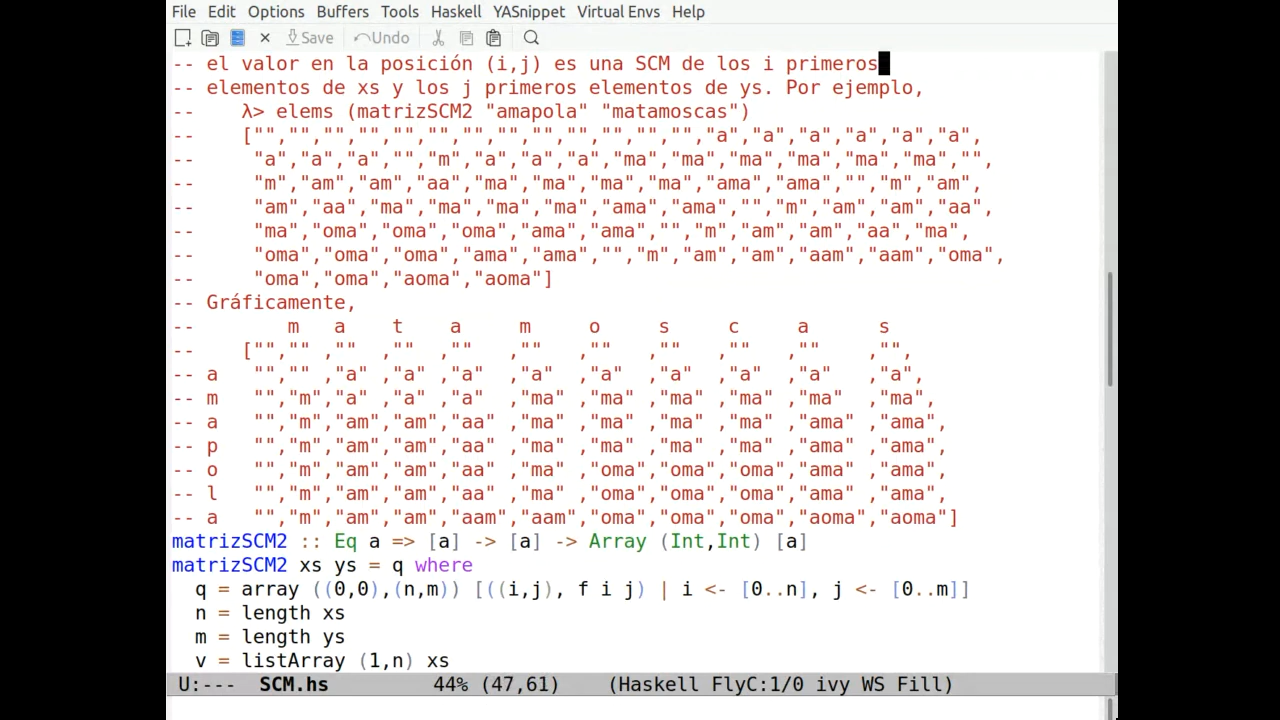 File Edit Options Buffers Tools Haskell YASnippet Virtual Envs Help
Save Undo
-- el valor en la posición (i,j) es una SCM de los i primeros
-- elementos de xs y los j primeros elementos de ys. Por ejemplo,
--    λ> elems (matrizSCM2 "amapola" "matamoscas")
--    ["","","","","","","","","","","","","","a","a","a","a","a","a",
--     "a","a","a","","m","a","a","a","ma","ma","ma","ma","ma","ma","",
--     "m","am","am","aa","ma","ma","ma","ma","ama","ama","","m","am",
--     "am","aa","ma","ma","ma","ma","ama","ama","","m","am","am","aa",
--     "ma","oma","oma","oma","ama","ama","","m","am","am","aa","ma",
--     "oma","oma","oma","ama","ama","","m","am","am","aam","aam","oma",
--     "oma","oma","aoma","aoma"]
-- Gráficamente,
--        m   a    t    a     m     o     s     c     a      s
--    ["","" ,""  ,""  ,""   ,""   ,""   ,""   ,""   ,""    ,"",
-- a   "","" ,"a" ,"a" ,"a"  ,"a"  ,"a"  ,"a"  ,"a"  ,"a"   ,"a",
-- m   "","m","a" ,"a" ,"a"  ,"ma" ,"ma" ,"ma" ,"ma" ,"ma"  ,"ma",
-- a   "","m","am","am","aa" ,"ma" ,"ma" ,"ma" ,"ma" ,"ama" ,"ama",
-- p   "","m","am","am","aa" ,"ma" ,"ma" ,"ma" ,"ma" ,"ama" ,"ama",
-- o   "","m","am","am","aa" ,"ma" ,"oma","oma","oma","ama" ,"ama",
-- l   "","m","am","am","aa" ,"ma" ,"oma","oma","oma","ama" ,"ama",
-- a   "","m","am","am","aam","aam","oma","oma","oma","aoma","aoma"]
matrizSCM2 :: Eq a => [a] -> [a] -> Array (Int,Int) [a]
matrizSCM2 xs ys = q where
  q = array ((0,0),(n,m)) [((i,j), f i j) | i <- [0..n], j <- [0..m]]
  n = length xs
  m = length ys
  v = listArray (1,n) xs
U:---  SCM.hs         44% (47,61)    (Haskell FlyC:1/0 ivy WS Fill)